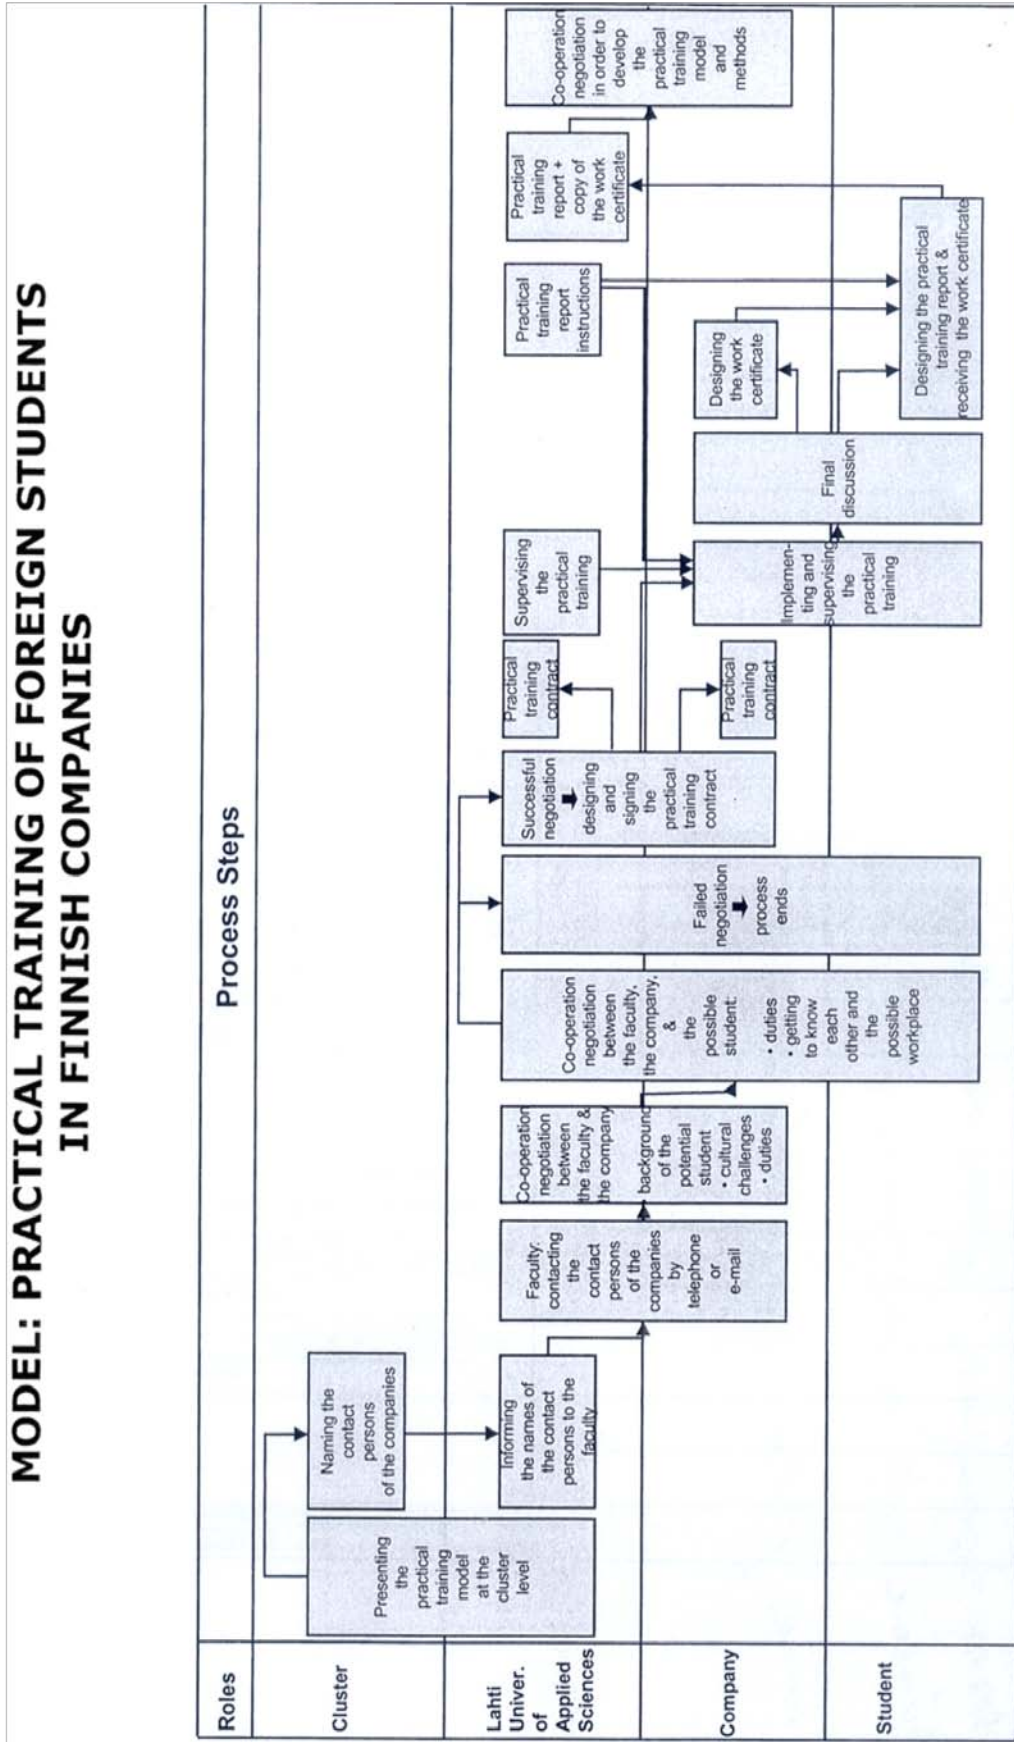 MODEL: PRACTICAL TRAINING OF FOREIGN STUDENTS
IN FINNISH COMPANIES
Roles
Process Steps
Cluster
Lahti
Univer.
of
Applied
Sciences
Company
Student
Presenting
the
practical
training
model
at the
cluster
level
Naming the
contact
persons
of the companies
Informing
the names of
the contact
persons to the
faculty
Faculty:
contacting
the
contact
persons
of the
companies
by
telephone
or
e-mail
Co-operation
negotiation
between
the faculty &
the company
background
of the
potential
student
• cultural
challenges
• duties
Co-operation
negotiation
between
the faculty,
the company,
&
the
possible
student:
• duties
• getting
to know
each
other and
the
possible
workplace
Failed
negotiation
process
ends
Successful
negotiation
designing
and
signing
the
practical
training
contract
Practical
training
contract
Practical
training
contract
Supervising
the
practical
training
Implemen-
ting and
supervising
the
practical
training
Final
discussion
Practical
training
report
instructions
Designing
the work
certificate
Designing the practical
training report &
receiving the work certificate
Practical
training
report +
copy of
the work
certificate
Co-operation
negotiation
in order to
develop
the
practical
training
model
and
methods